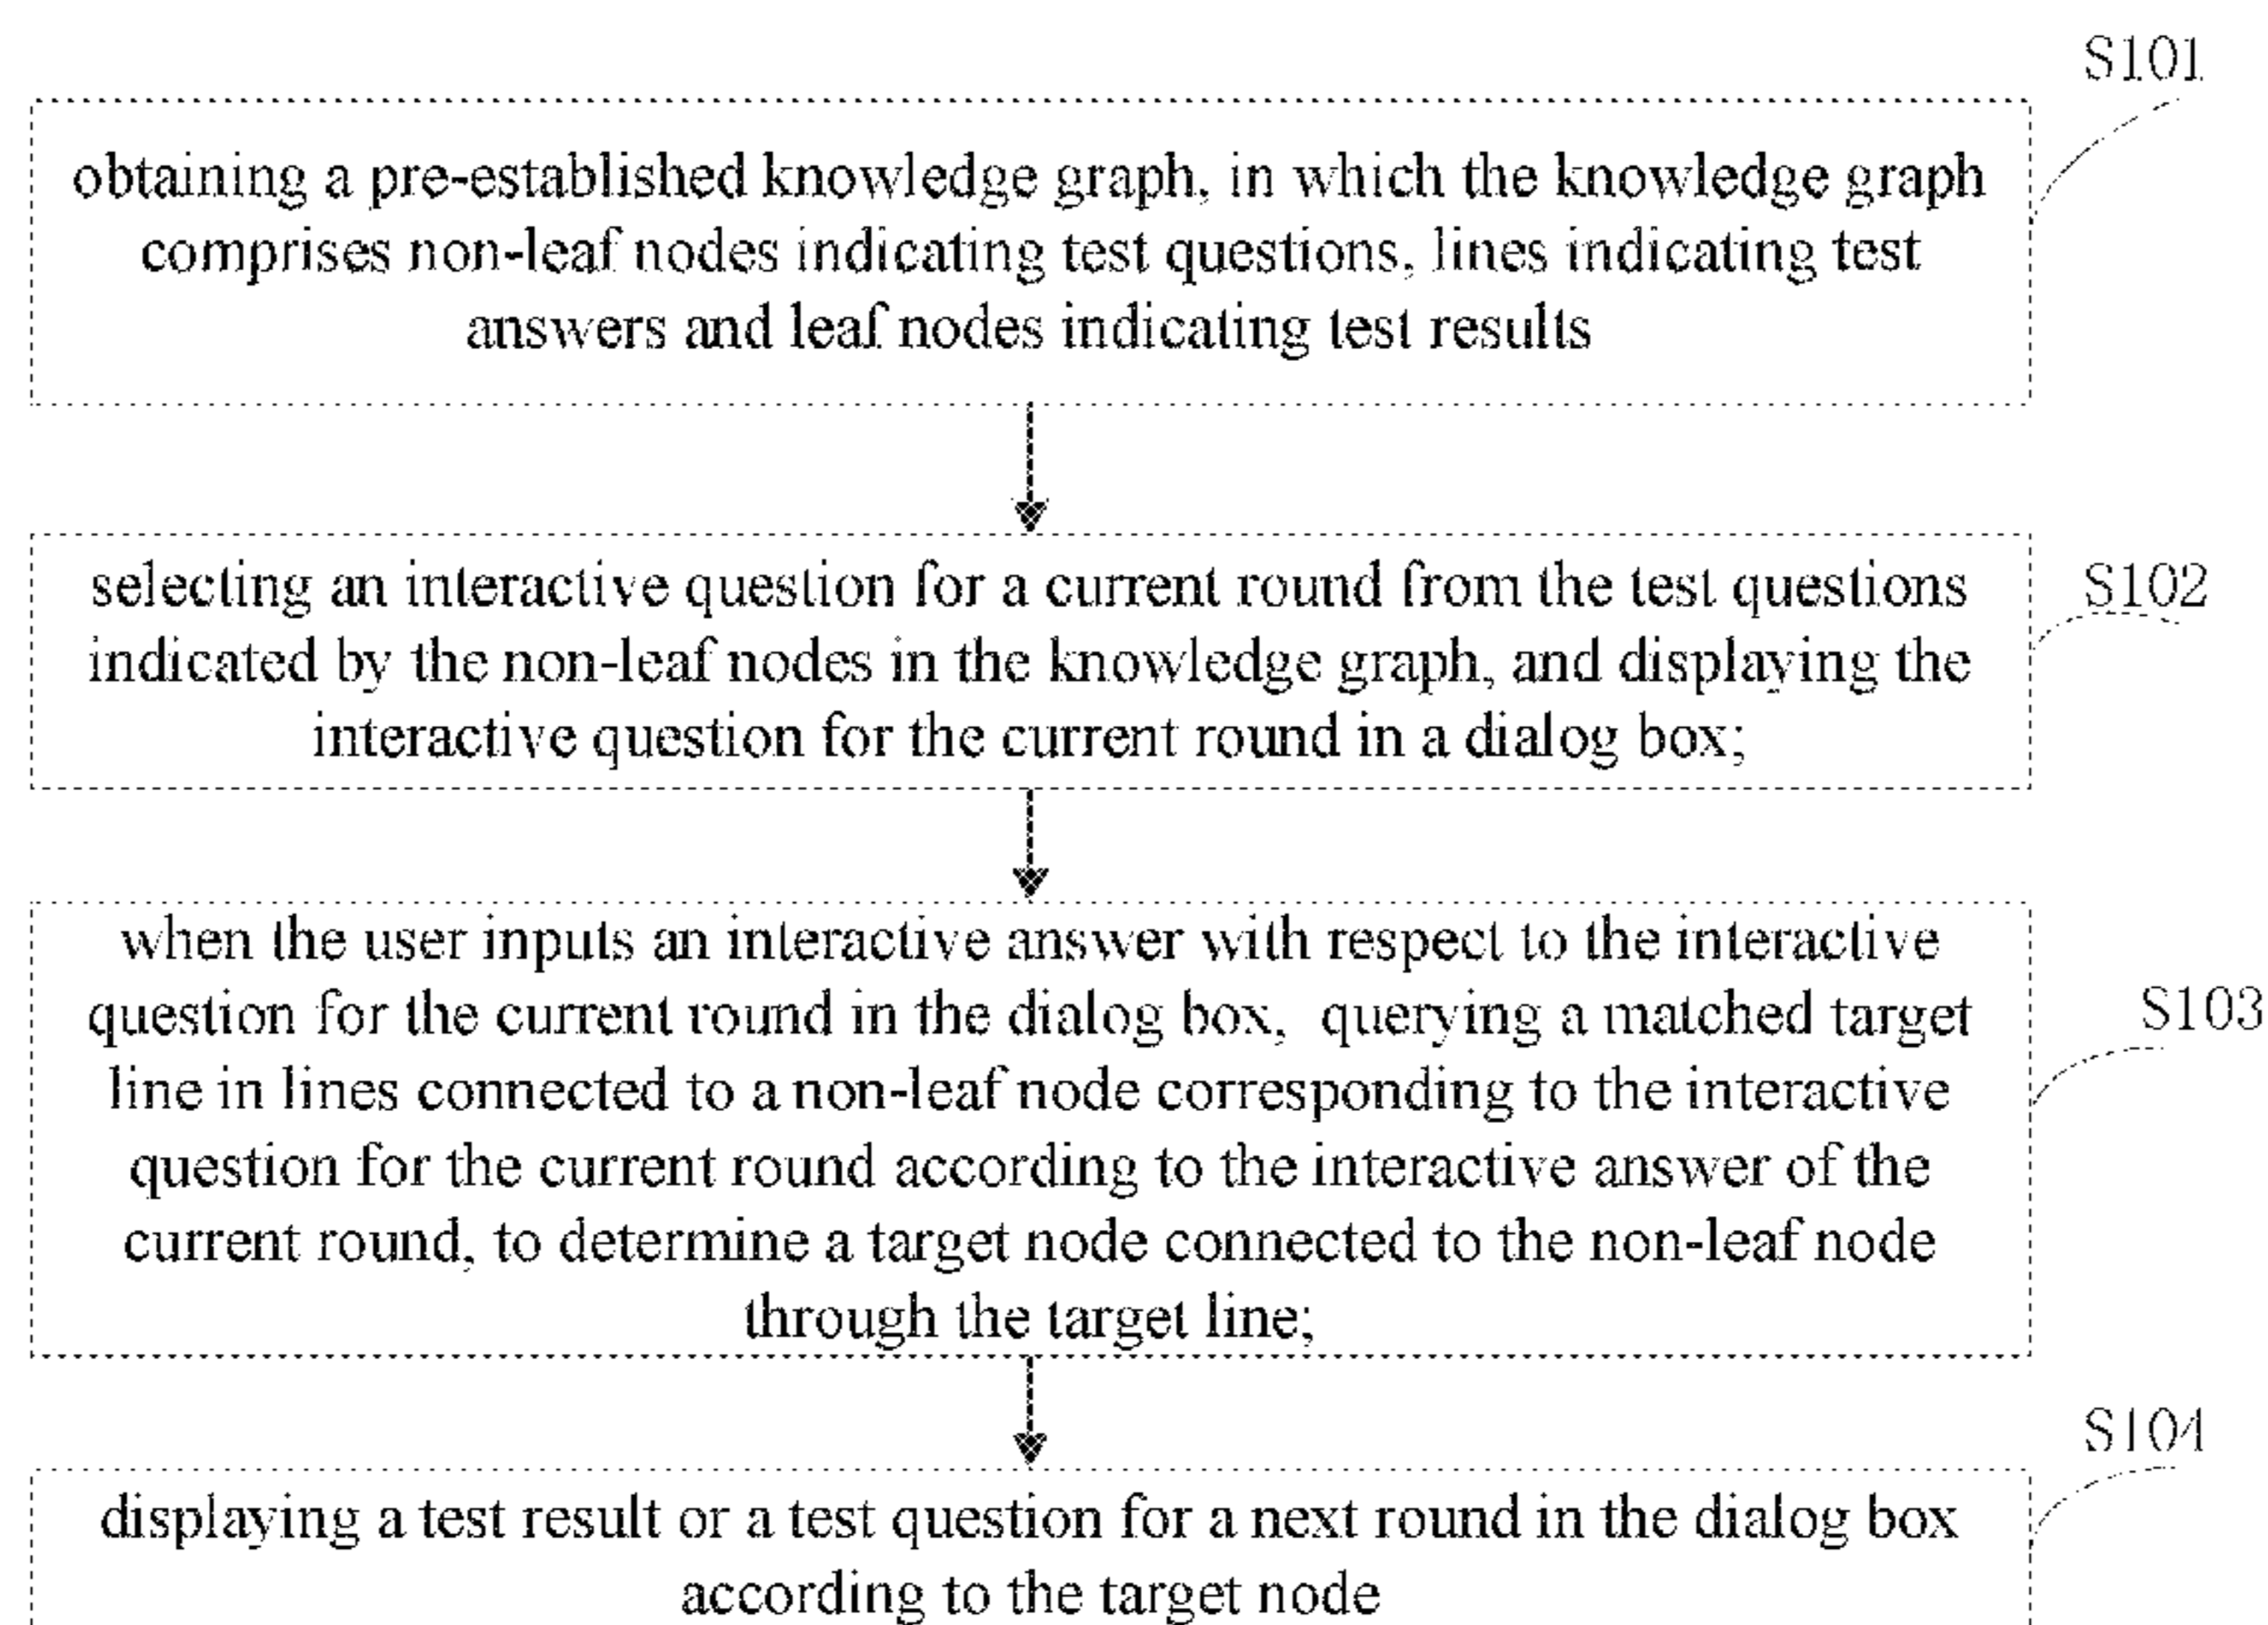 S101
obtaining a pre-established knowledge graph, in which the knowledge graph
comprises non-leaf nodes indicating test questions, lines indicating test
answers and leaf nodes indicating test results
selecting an interactive question for a current round from the test questions
S102
indicated by the non-leaf nodes in the knowledge graph, and displaying the
interactive question for the current round in a dialog box;
when the user inputs an interactive answer with respect to the interactive
question for the current round in the dialog box, querying a matched target
S103
line in lines connected to a non-leaf node corresponding to the interactive
question for the current round according to the interactive answer of the
current round, to determine a target node connected to the non-leaf node
through the target line;
S104
displaying a test result or a test question for a next round in the dialog box
according to the target node